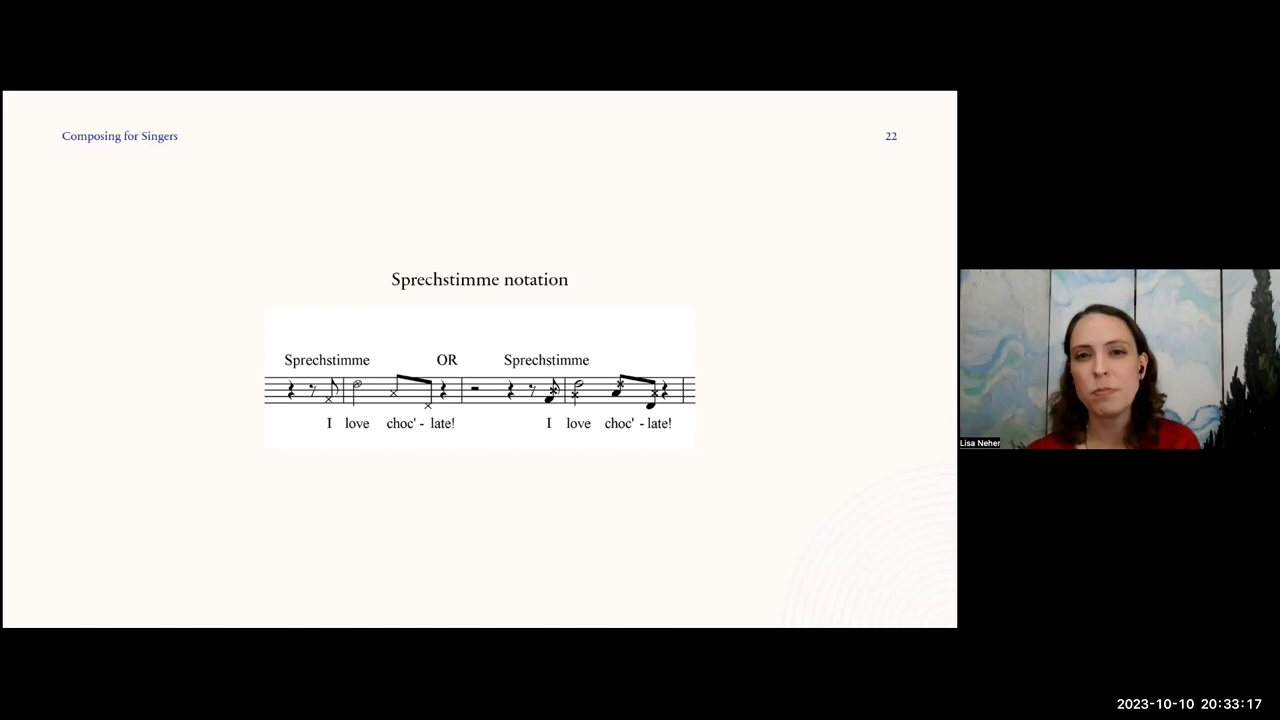 Composing for Singers 22
Sprechstimme notation
Sprechstimme OR Sprechstimme
I love choc' - late! I love choc' - late!
Lisa Neher
2023-10-10 20:33:17